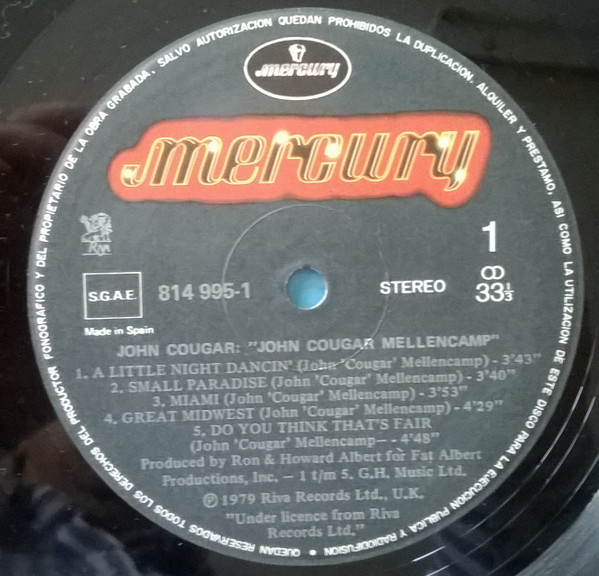 QUEDAN RESERVADOS TODOS LOS DERECHOS DEL PRODUCTOR FONOGRAFICO Y DEL PROPIETARIO DE LA OBRA GRABADA, SALVO AUTORIZACION QUEDAN PROHIBIDOS LA DUPLICACION, ALQUILER Y PRESTAMO, ASI COMO LA UTILIZACION DE ESTE DISCO PARA LA EJECUCION PUBLICA Y RADIODIFUSION •
mercury
mercury
Riva
1
S.G.A.E.
814 995-1
STEREO
33⅓
Made in Spain
JOHN COUGAR: "JOHN COUGAR MELLENCAMP"
1. A LITTLE NIGHT DANCIN' (John 'Cougar' Mellencamp) - 3'43"
2. SMALL PARADISE (John 'Cougar' Mellencamp) - 3'40"
3. MIAMI (John 'Cougar' Mellencamp) - 3'53"
4. GREAT MIDWEST (John 'Cougar' Mellencamp) - 4'29"
5. DO YOU THINK THAT'S FAIR
(John 'Cougar' Mellencamp— - 4'48"
Produced by Ron & Howard Albert for Fat Albert
Productions, Inc. — 1 t/m 5. G.H. Music Ltd.
℗ 1979 Riva Records Ltd., U.K.
"Under licence from Riva
Records Ltd."